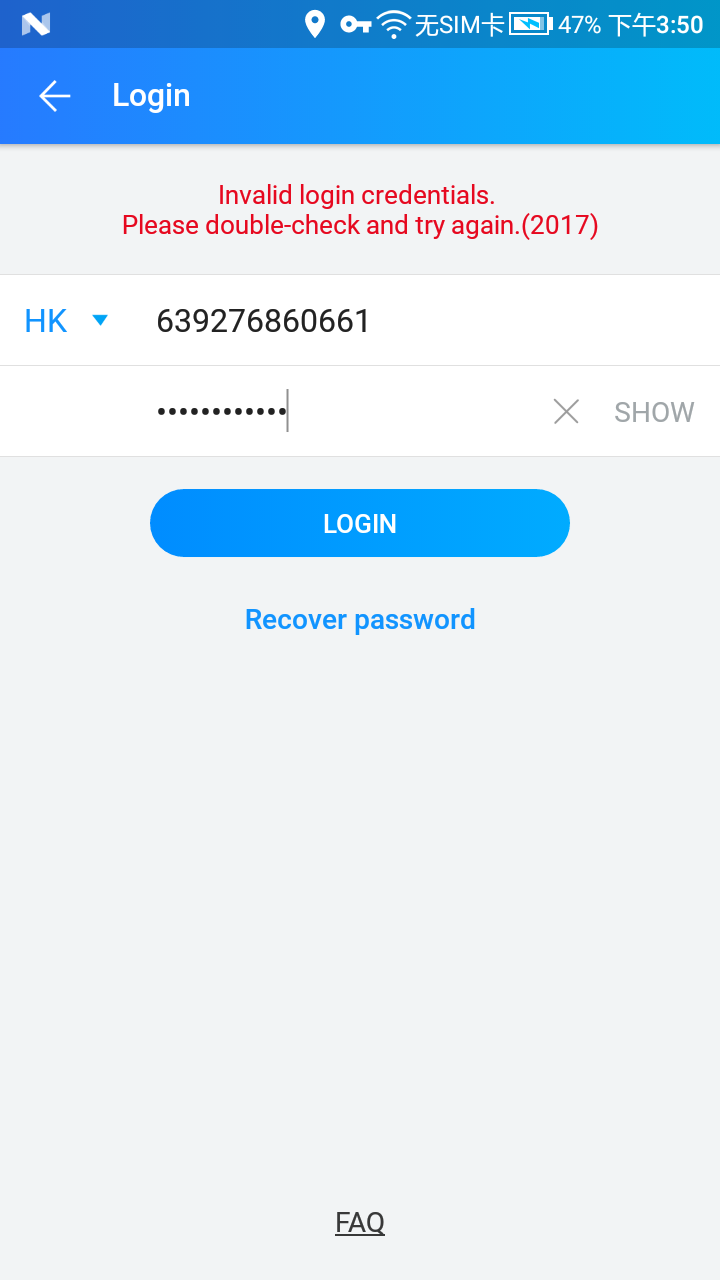 无SIM卡 47% 下午3:50
Login
Invalid login credentials.
Please double-check and try again.(2017)
HK 639276860661
•••••••••••• SHOW
LOGIN
Recover password
FAQ